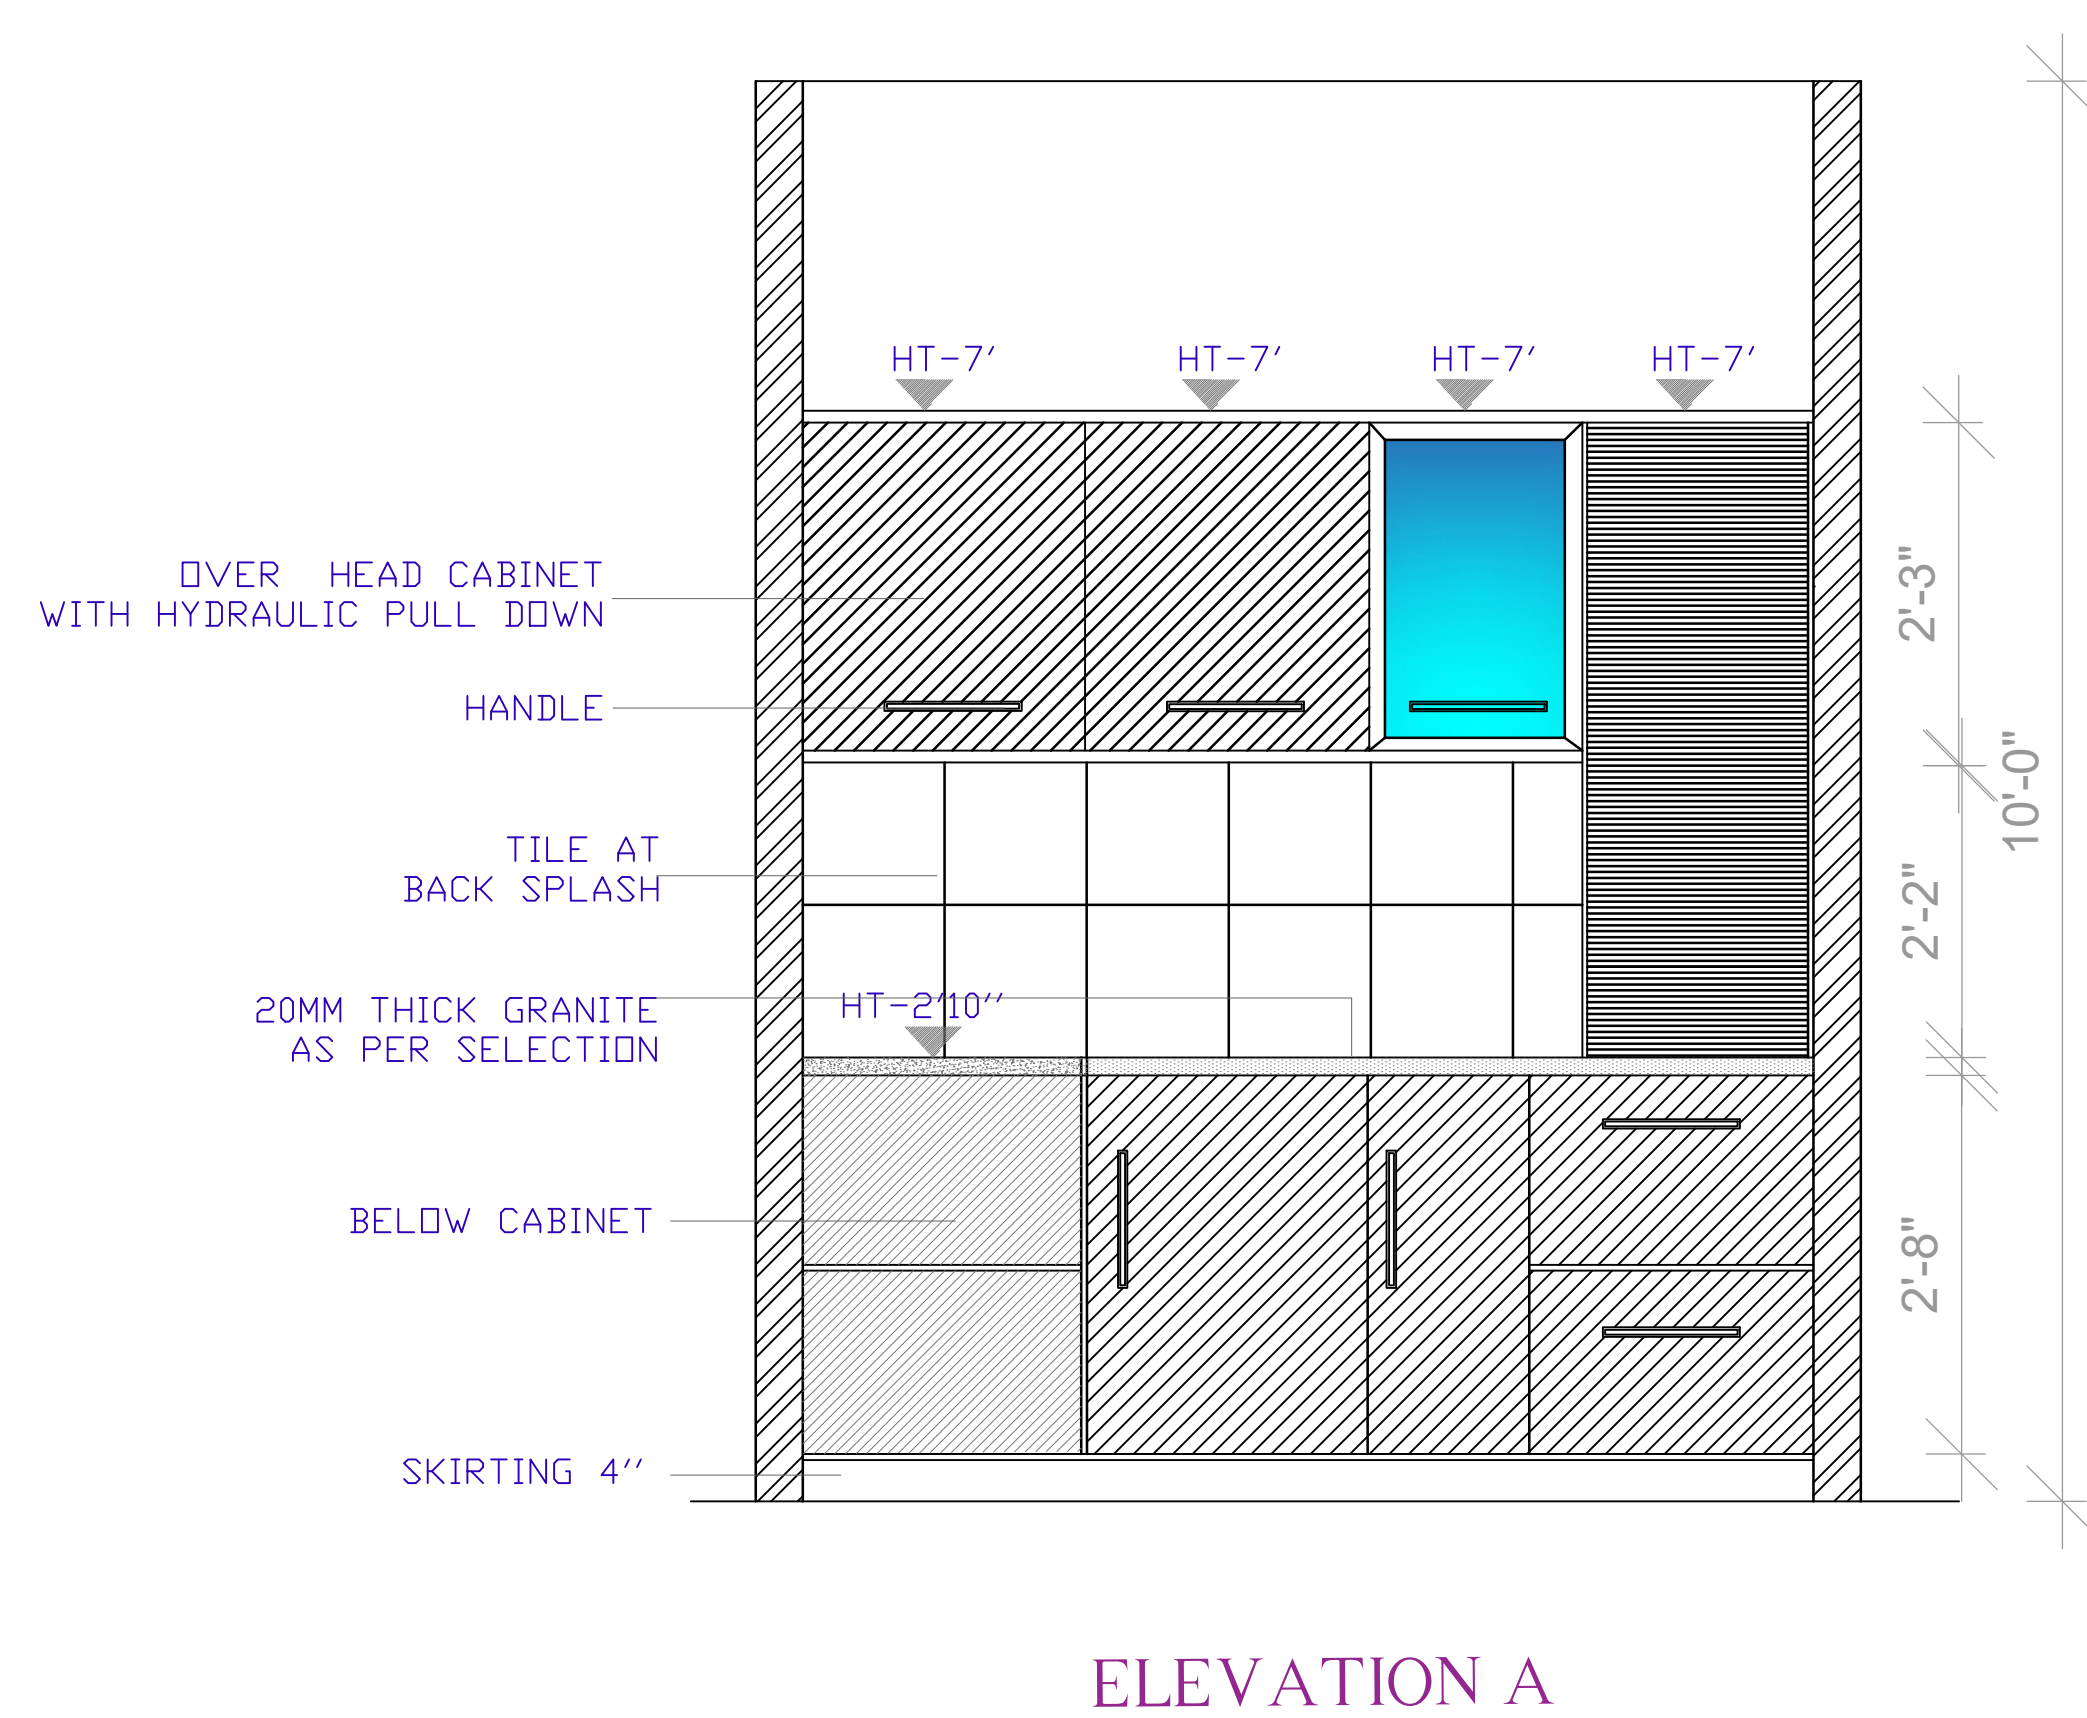 HT-7' HT-7' HT-7' HT-7'
OVER HEAD CABINET
WITH HYDRAULIC PULL DOWN
2'-3"
HANDLE
10'-0"
TILE AT
BACK SPLASH
2'-2"
20MM THICK GRANITE
AS PER SELECTION
HT-2'10''
BELOW CABINET
2'-8"
SKIRTING 4''
ELEVATION A